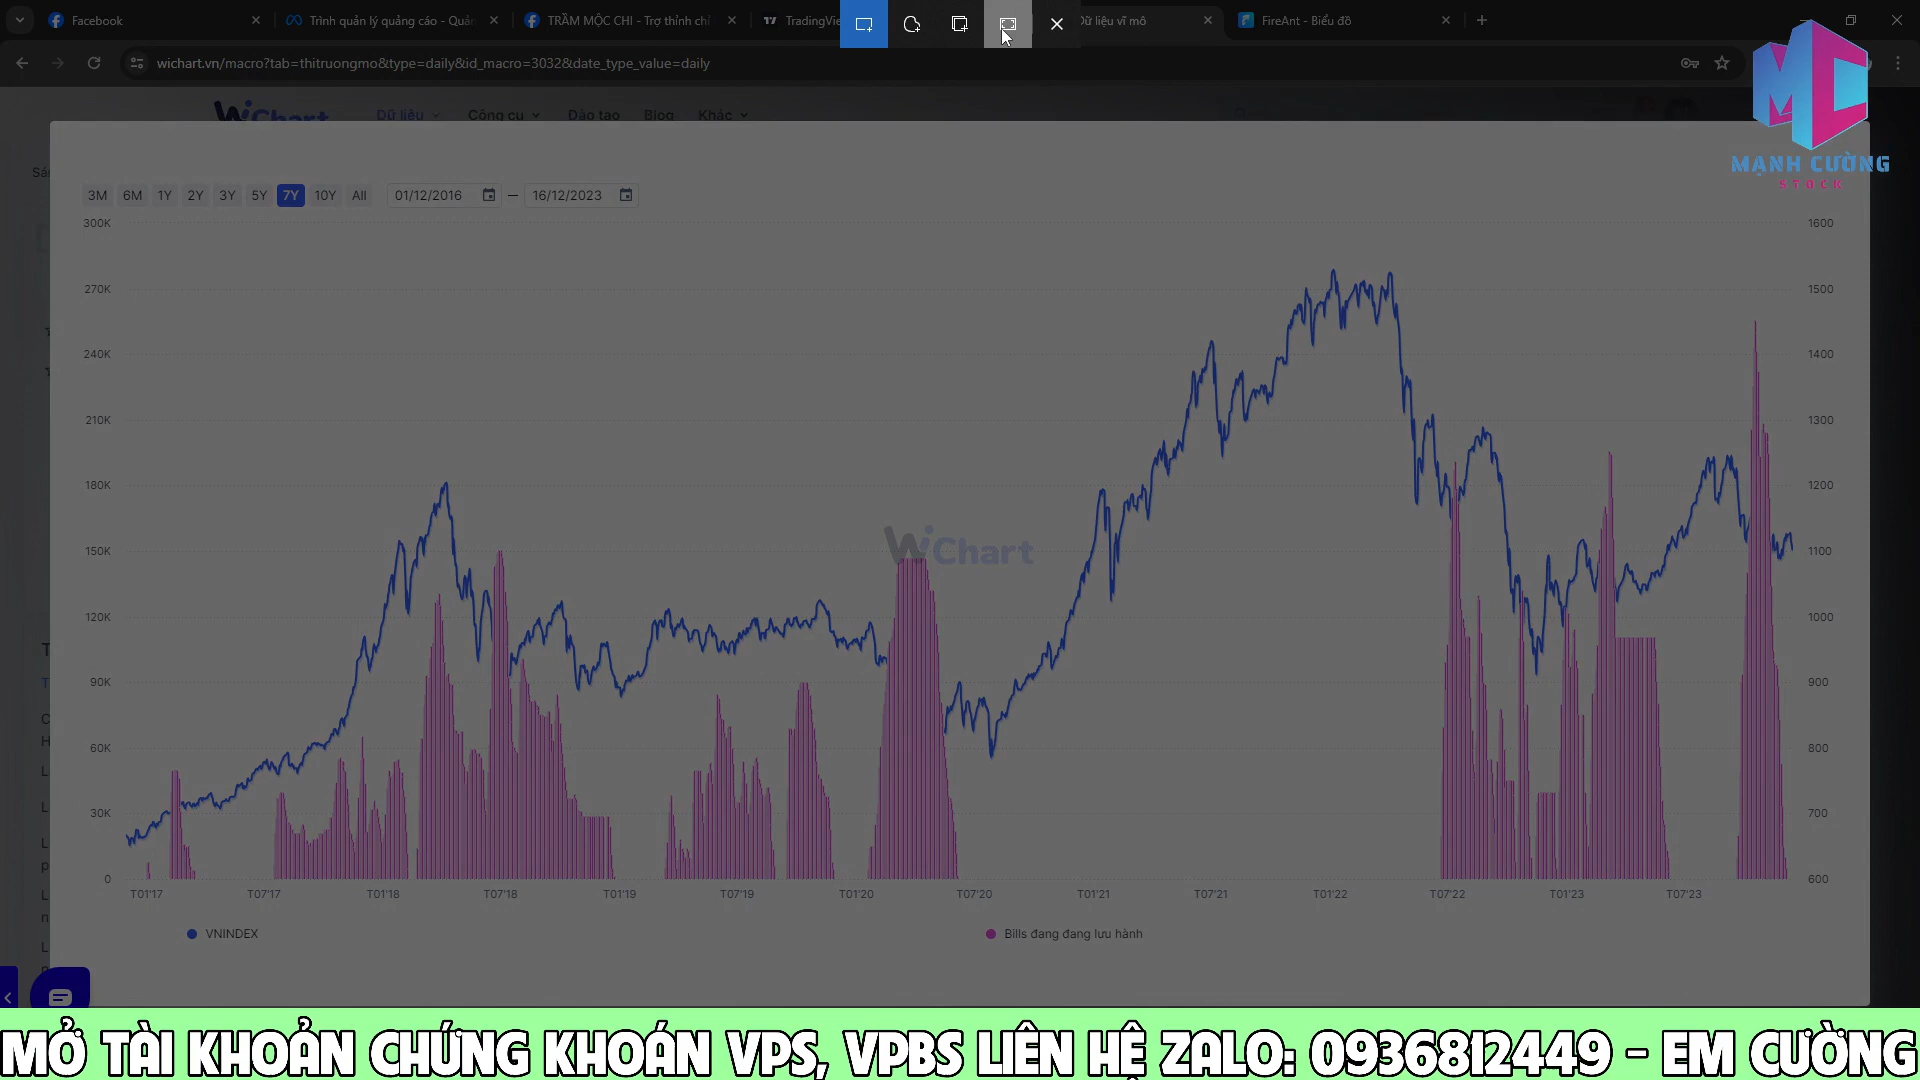 Facebook
Trình quản lý quảng cáo - Quản
TRẦM MỘC CHI - Trợ thính chi
TradingVie
Dữ liệu vĩ mô
FireAnt - Biểu đồ
wichart.vn/macro?tab=thitruongmo&type=daily&id_macro=3032&date_type_value=daily
WiChart
Dữ liệu
Công cụ
Đào tạo
Blog
Khác
MẠNH CƯỜNG
STOCK
3M 6M 1Y 2Y 3Y 5Y 7Y 10Y All 01/12/2016 — 16/12/2023
300K 1600
270K 1500
240K 1400
210K 1300
180K 1200
150K 1100
120K 1000
90K 900
60K 800
30K 700
0 600
WiChart
T01'17 T07'17 T01'18 T07'18 T01'19 T07'19 T01'20 T07'20 T01'21 T07'21 T01'22 T07'22 T01'23 T07'23
VNINDEX
Bills đang đang lưu hành
MỞ TÀI KHOẢN CHỨNG KHOÁN VPS, VPBS LIÊN HỆ ZALO: 0936812449 - EM CƯỜNG